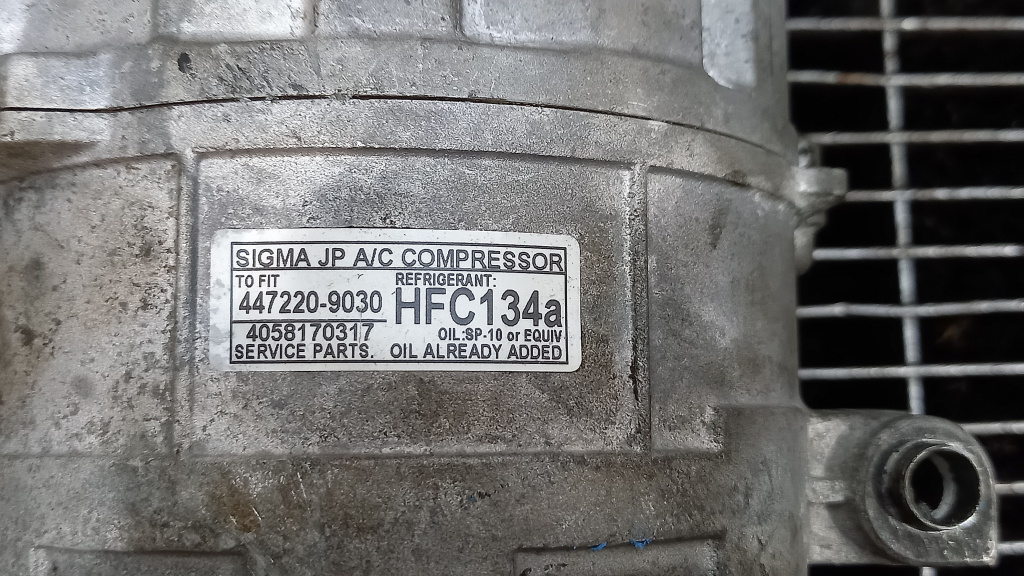 SIGMA JP A/C COMPRESSOR
TO FIT
447220-9030
4058170317
REFRIGERANT:
HFC134a
OIL:SP-10 or EQUIV
SERVICE PARTS. OIL ALREADY ADDED